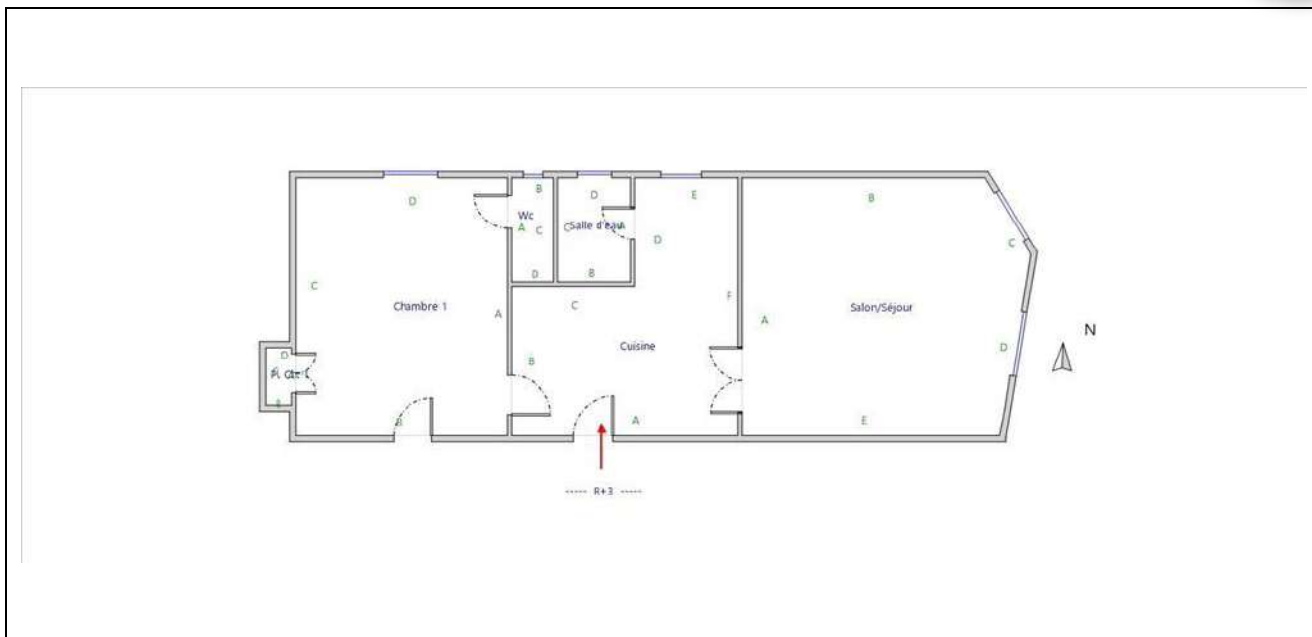 B
D
D
E
B
Wc
A
C
C
Salle d'eau
A
D
C
N
C
D
B
A
Chambre 1
C
F
A
Salon/Séjour
Cuisine
D
B
D
B
B
A
E
----- R+3 -----